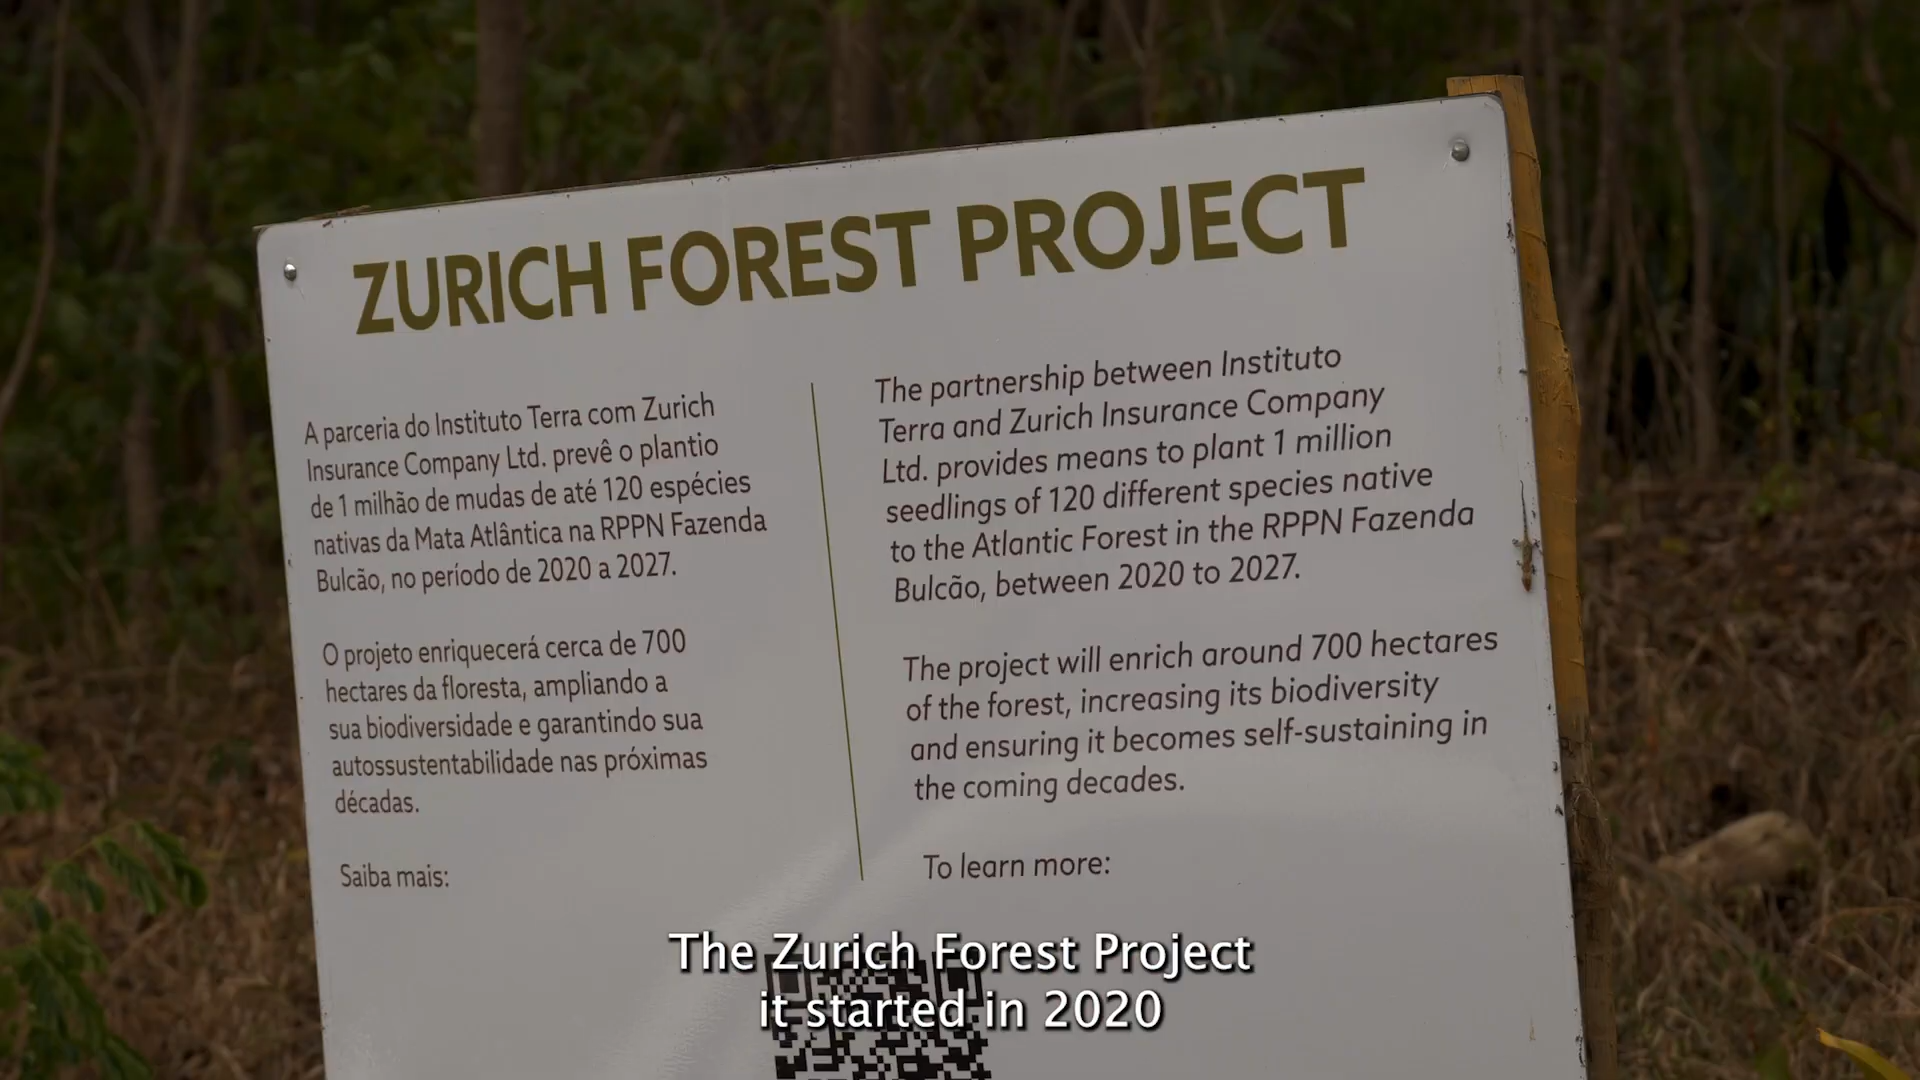 ZURICH FOREST PROJECT
A parceria do Instituto Terra com Zurich
Insurance Company Ltd. prevê o plantio
de 1 milhão de mudas de até 120 espécies
nativas da Mata Atlântica na RPPN Fazenda
Bulcão, no período de 2020 a 2027.
O projeto enriquecerá cerca de 700
hectares da floresta, ampliando a
sua biodiversidade e garantindo sua
autossustentabilidade nas próximas
décadas.
Saiba mais:
The partnership between Instituto
Terra and Zurich Insurance Company
Ltd. provides means to plant 1 million
seedlings of 120 different species native
to the Atlantic Forest in the RPPN Fazenda
Bulcão, between 2020 to 2027.
The project will enrich around 700 hectares
of the forest, increasing its biodiversity
and ensuring it becomes self-sustaining in
the coming decades.
To learn more:
The Zurich Forest Project
it started in 2020